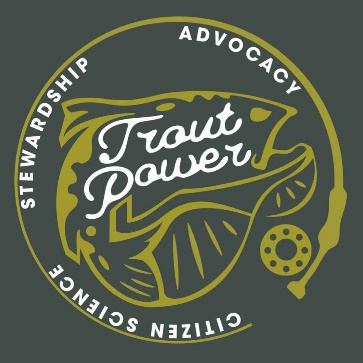 STEWARDSHIP
ADVOCACY
Trout
Power
CITIZEN SCIENCE